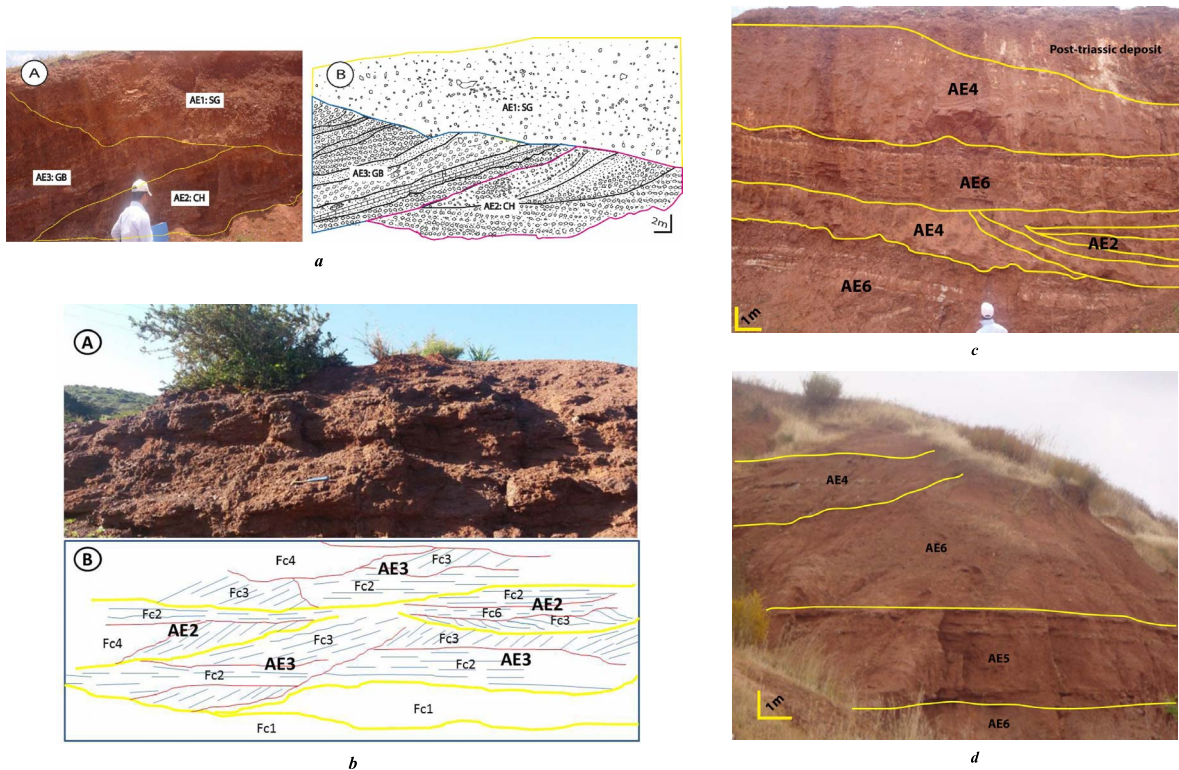 A
AE1: SG
AE3: GB
AE2: CH
B
AE1: SG
AE3: GB
AE2: CH
2m
a
A
B
Fc4
Fc3
AE3
Fc3
Fc2
Fc2
Fc2
AE2
Fc6
Fc3
AE2
Fc4
Fc3
Fc3
AE3
AE3
Fc2
Fc2
Fc1
Fc1
b
Post-triassic deposit
AE4
AE6
AE4
AE2
AE6
1m
c
AE4
AE6
AE5
1m
AE6
d